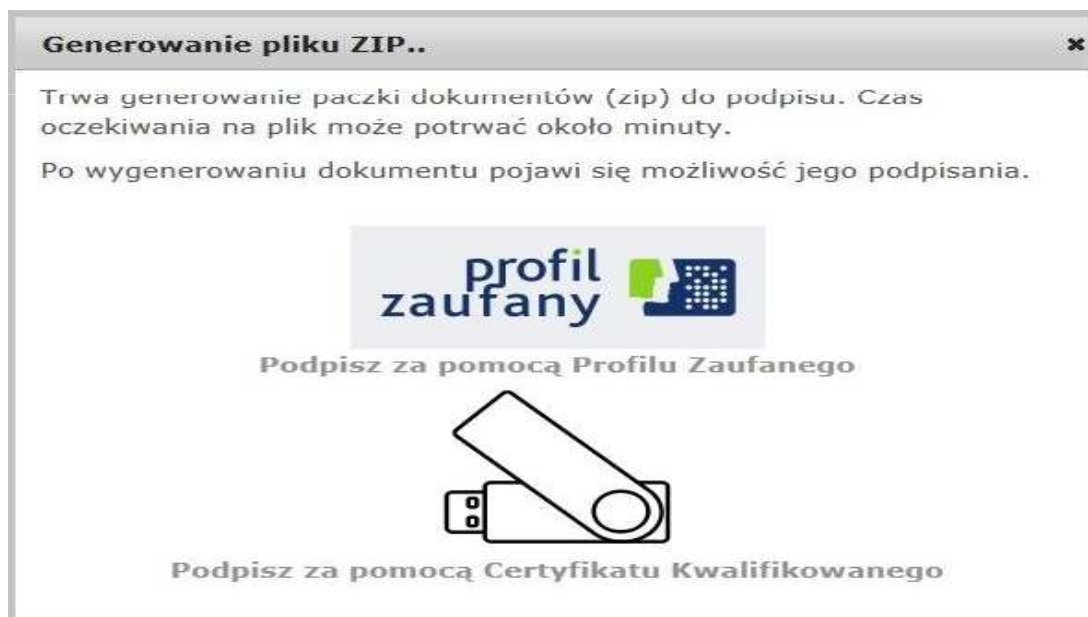 Generowanie pliku ZIP..
Trwa generowanie paczki dokumentów (zip) do podpisu. Czas
oczekiwania na plik może potrwać około minuty.
Po wygenerowaniu dokumentu pojawi się możliwość jego podpisania.
profil
zaufany
Podpisz za pomocą Profilu Zaufanego
Podpisz za pomocą Certyfikatu Kwalifikowanego